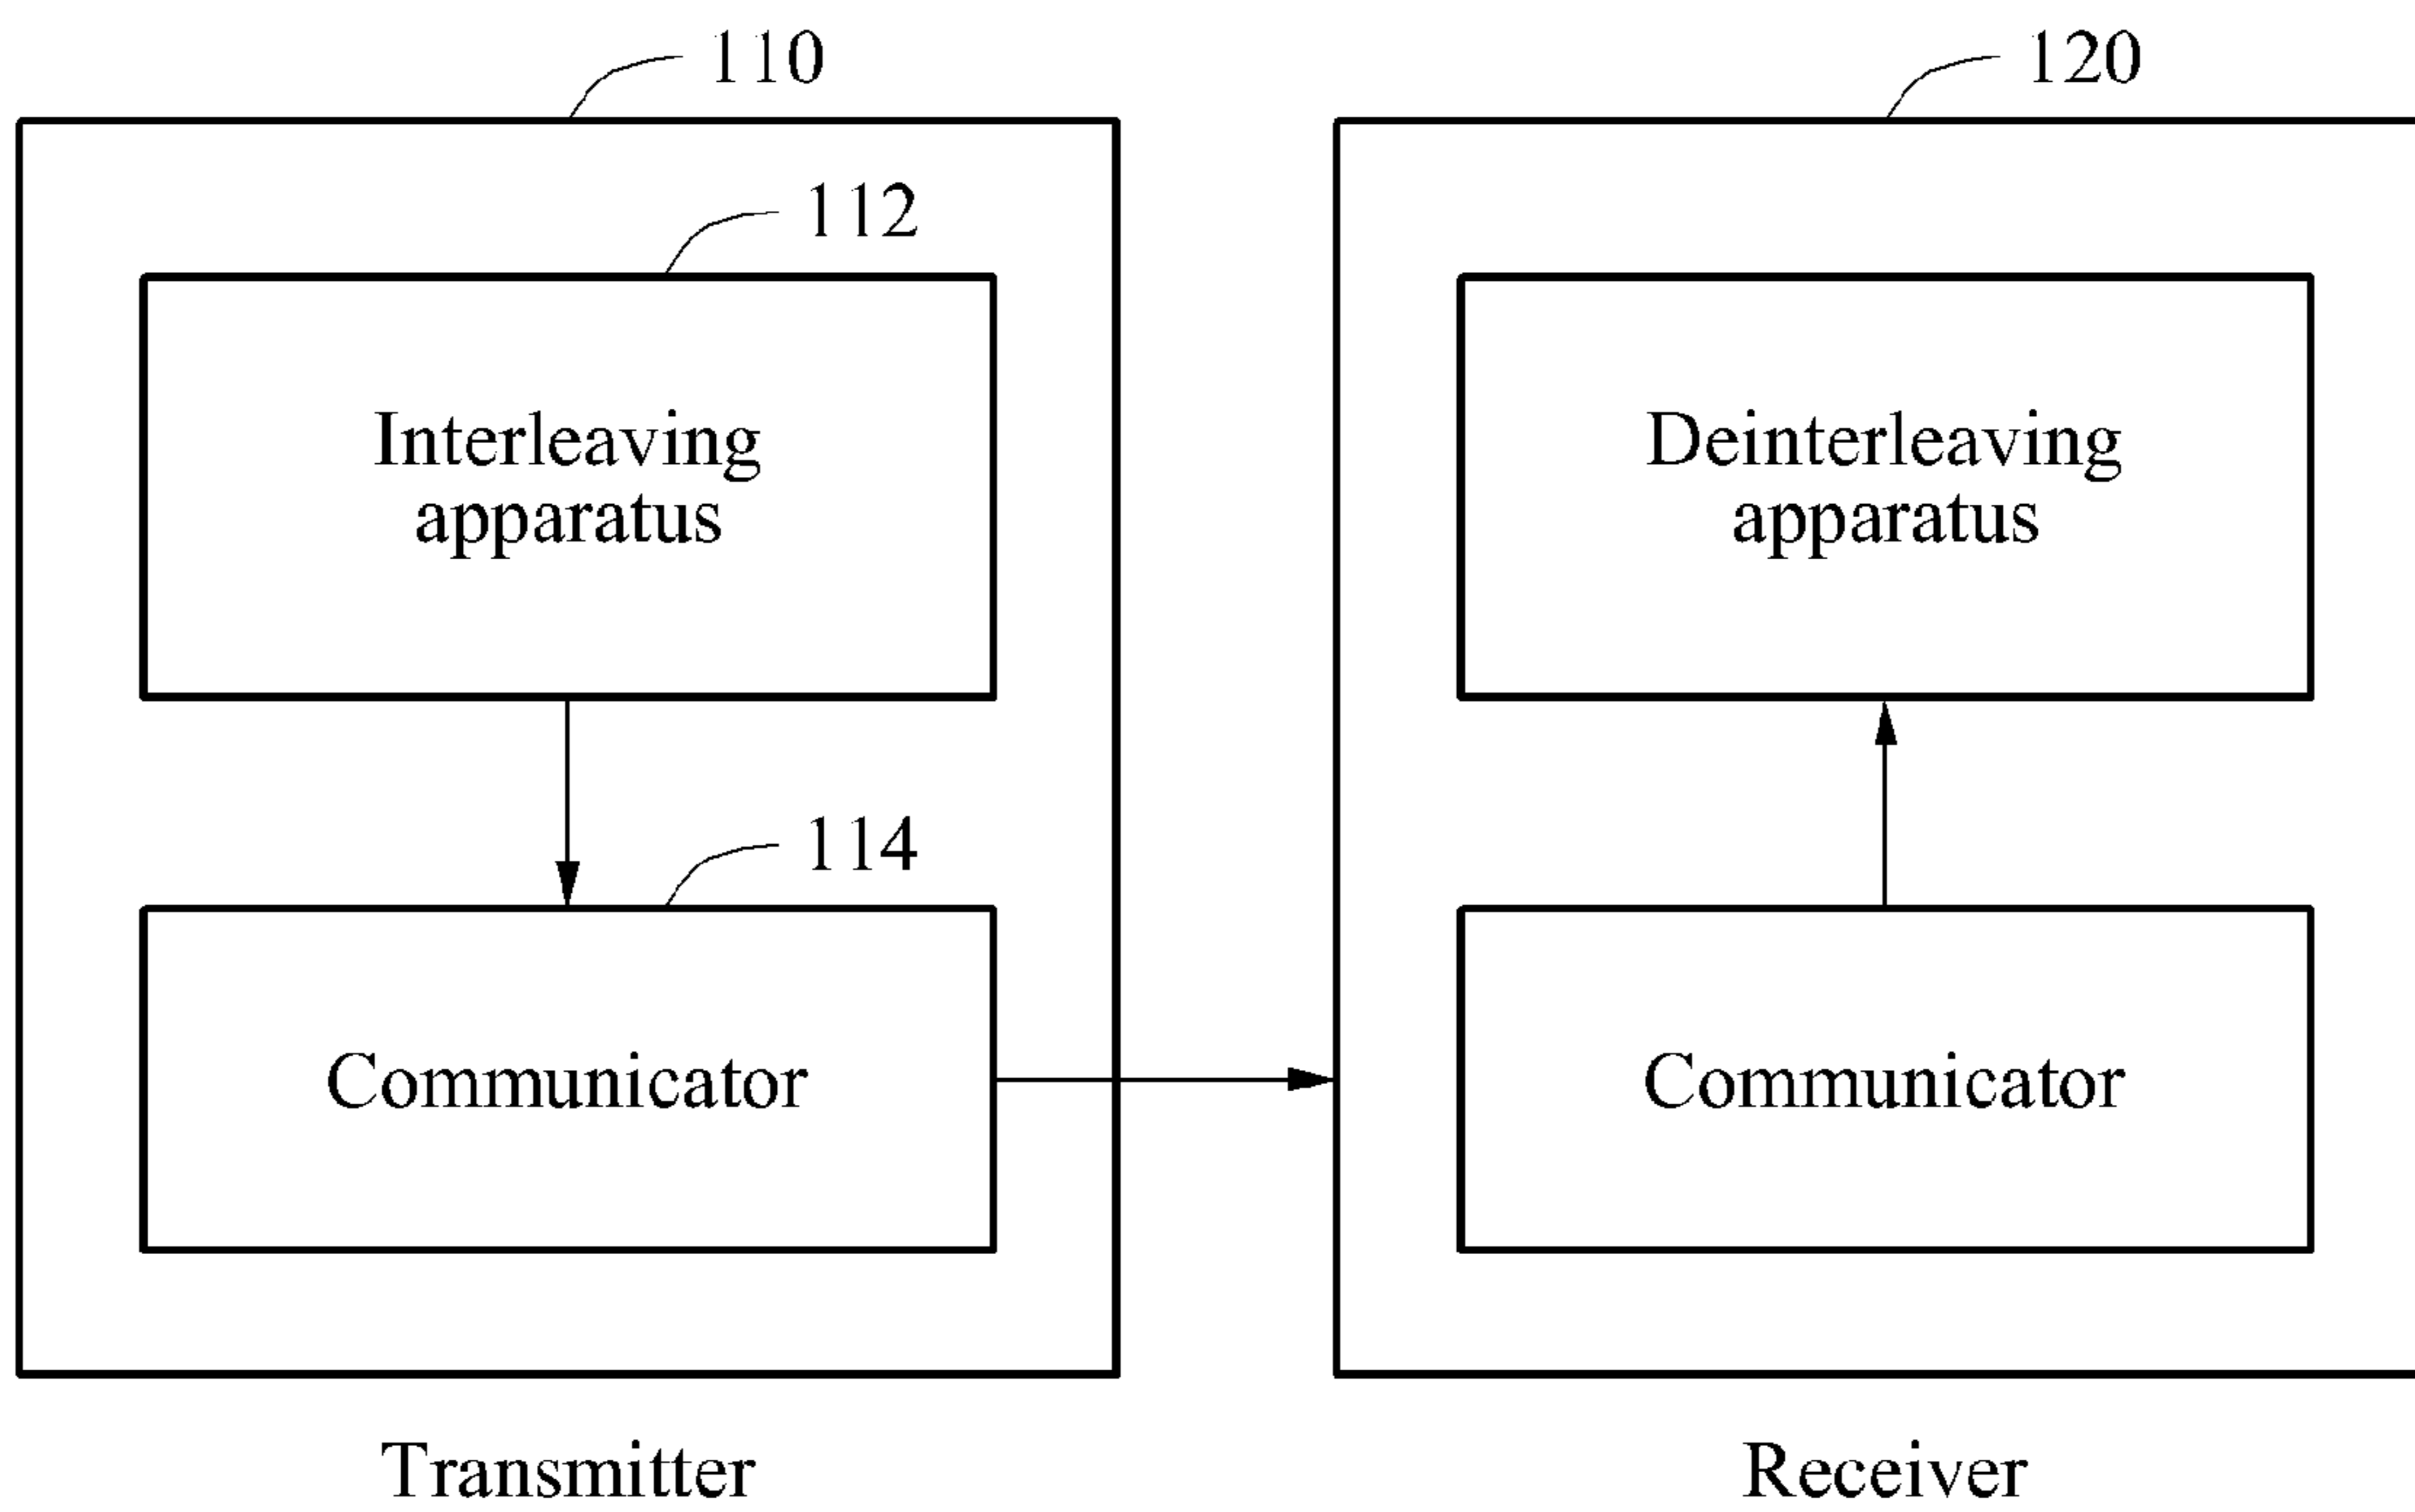 110
112
Interleaving
apparatus
114
Communicator
Transmitter
120
Deinterleaving
apparatus
Communicator
Receiver